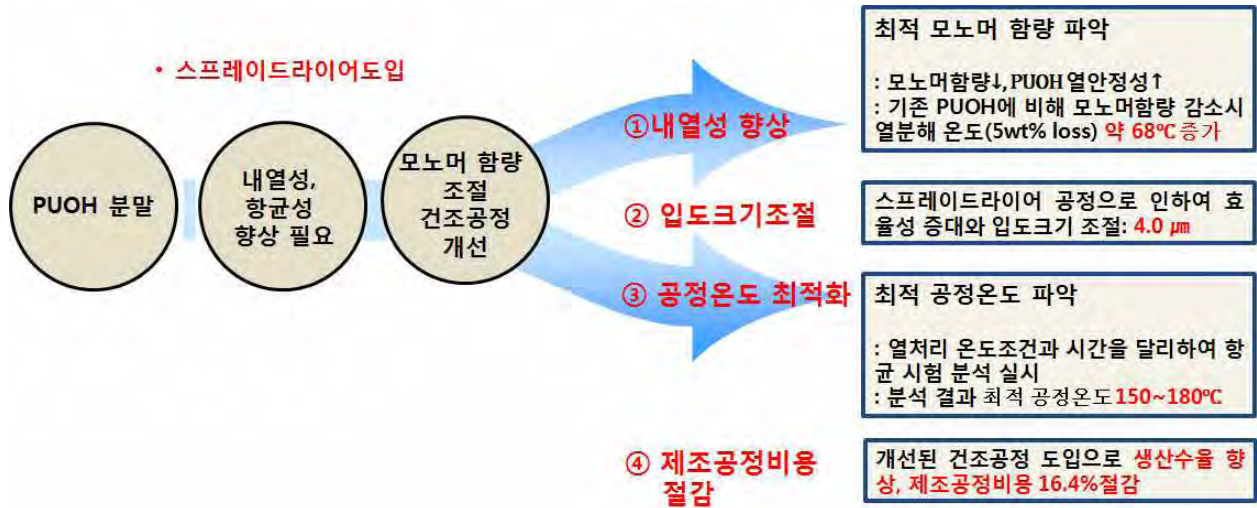 • 스프레이드라이어도입
PUOH 분말
내열성,
항균성
향상 필요
모노머 함량
조절
건조공정
개선
①내열성 향상
최적 모노머 함량 파악
: 모노머함량↓,PUOH 열안정성↑
: 기존 PUOH에 비해 모노머함량 감소시
열분해 온도(5wt% loss) 약 68℃ 증가
② 입도크기조절
스프레이드라이어 공정으로 인하여 효
율성 증대와 입도크기 조절: 4.0 ㎛
③ 공정온도 최적화
최적 공정온도 파악
: 열처리 온도조건과 시간을 달리하여 항
균 시험 분석 실시
: 분석 결과 최적 공정온도 150~180℃
④ 제조공정비용
절감
개선된 건조공정 도입으로 생산수율 향
상, 제조공정비용 16.4%절감